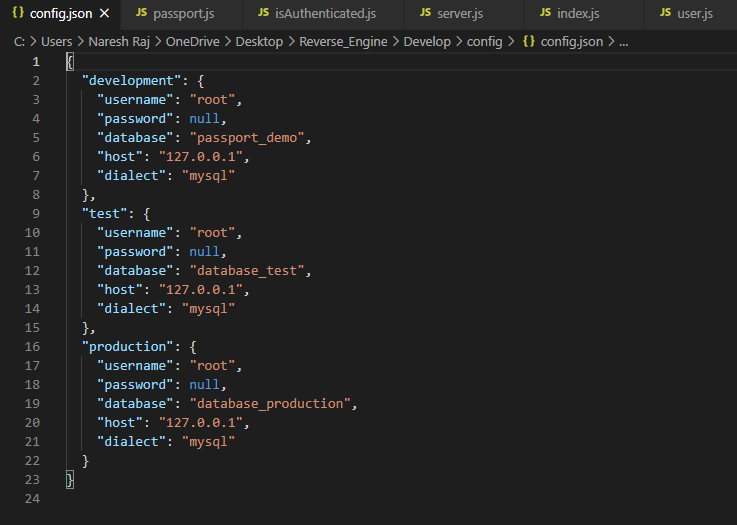 {} config.json × JS passport.js JS isAuthenticated.js JS server.js JS index.js JS user.js
C: > Users > Naresh Raj > OneDrive > Desktop > Reverse_Engine > Develop > config > {} config.json > ...
1 {
2 "development": {
3 "username": "root",
4 "password": null,
5 "database": "passport_demo",
6 "host": "127.0.0.1",
7 "dialect": "mysql"
8 },
9 "test": {
10 "username": "root",
11 "password": null,
12 "database": "database_test",
13 "host": "127.0.0.1",
14 "dialect": "mysql"
15 },
16 "production": {
17 "username": "root",
18 "password": null,
19 "database": "database_production",
20 "host": "127.0.0.1",
21 "dialect": "mysql"
22 }
23 }
24